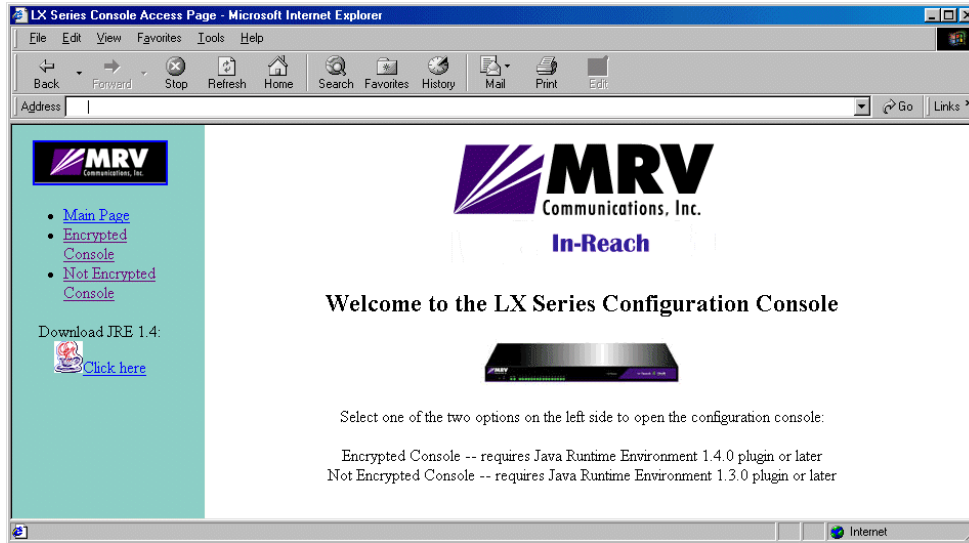 LX Series Console Access Page - Microsoft Internet Explorer
File Edit View Favorites Tools Help
Back Forward Stop Refresh Home Search Favorites History Mail Print Edit
Address Go Links
MRV
Communications, Inc.
Main Page
Encrypted
Console
Not Encrypted
Console
Download JRE 1.4:
Click here
MRV
Communications, Inc.
In-Reach
Welcome to the LX Series Configuration Console
MRV
Select one of the two options on the left side to open the configuration console:
Encrypted Console -- requires Java Runtime Environment 1.4.0 plugin or later
Not Encrypted Console -- requires Java Runtime Environment 1.3.0 plugin or later
Internet